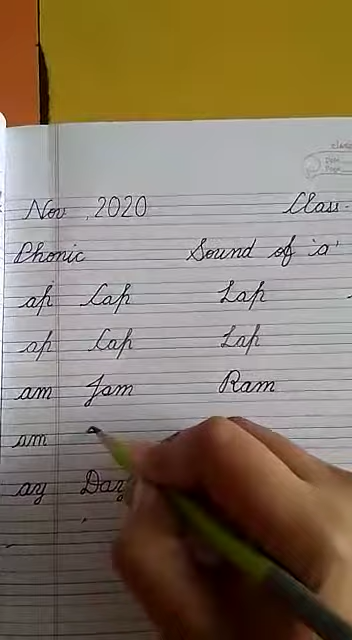 Nov ,2020 Class-
Phonic Sound of 'a'
ap Cap Lap
ap Cap Lap
am Jam Ram
am
ay Day